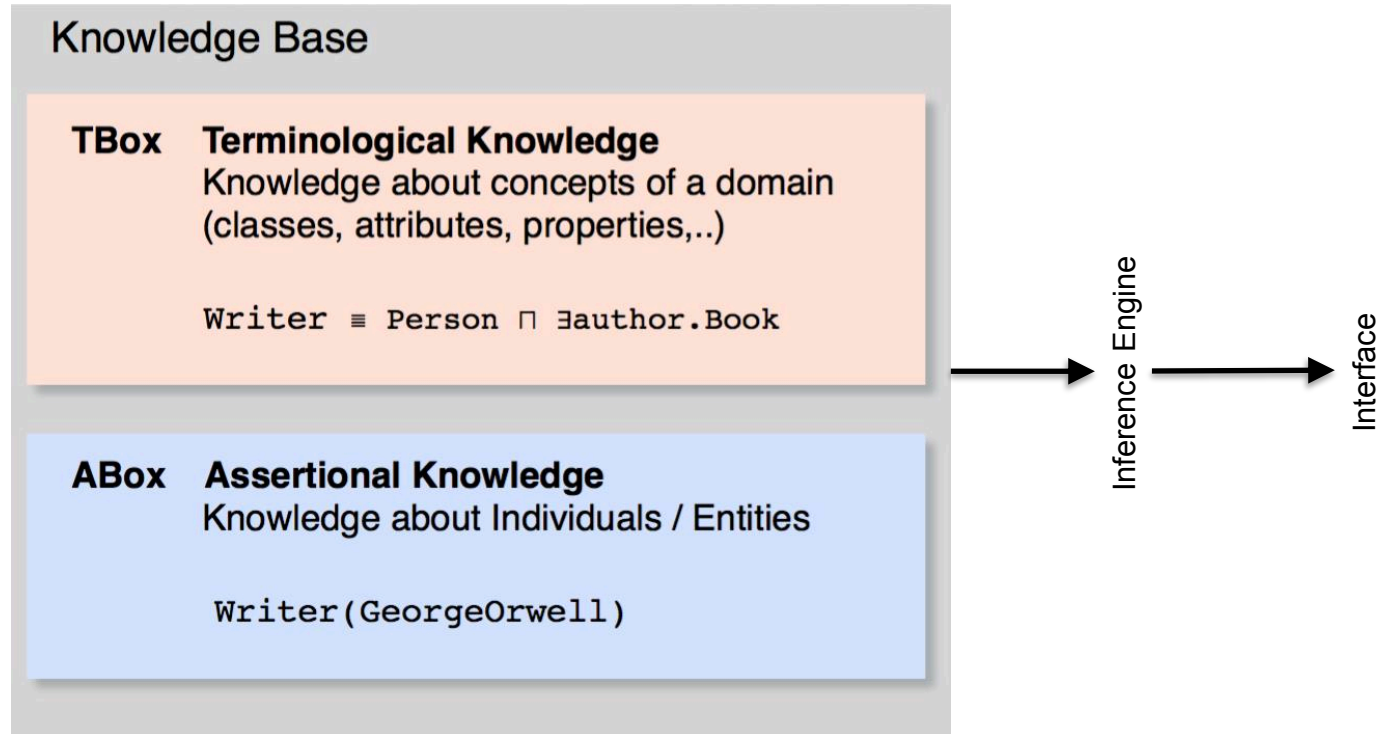 Knowledge Base
TBox Terminological Knowledge
Knowledge about concepts of a domain
(classes, attributes, properties,..)
Writer ≡ Person ⊓ ∃author.Book
ABox Assertional Knowledge
Knowledge about Individuals / Entities
Writer(GeorgeOrwell)
Inference Engine
Interface